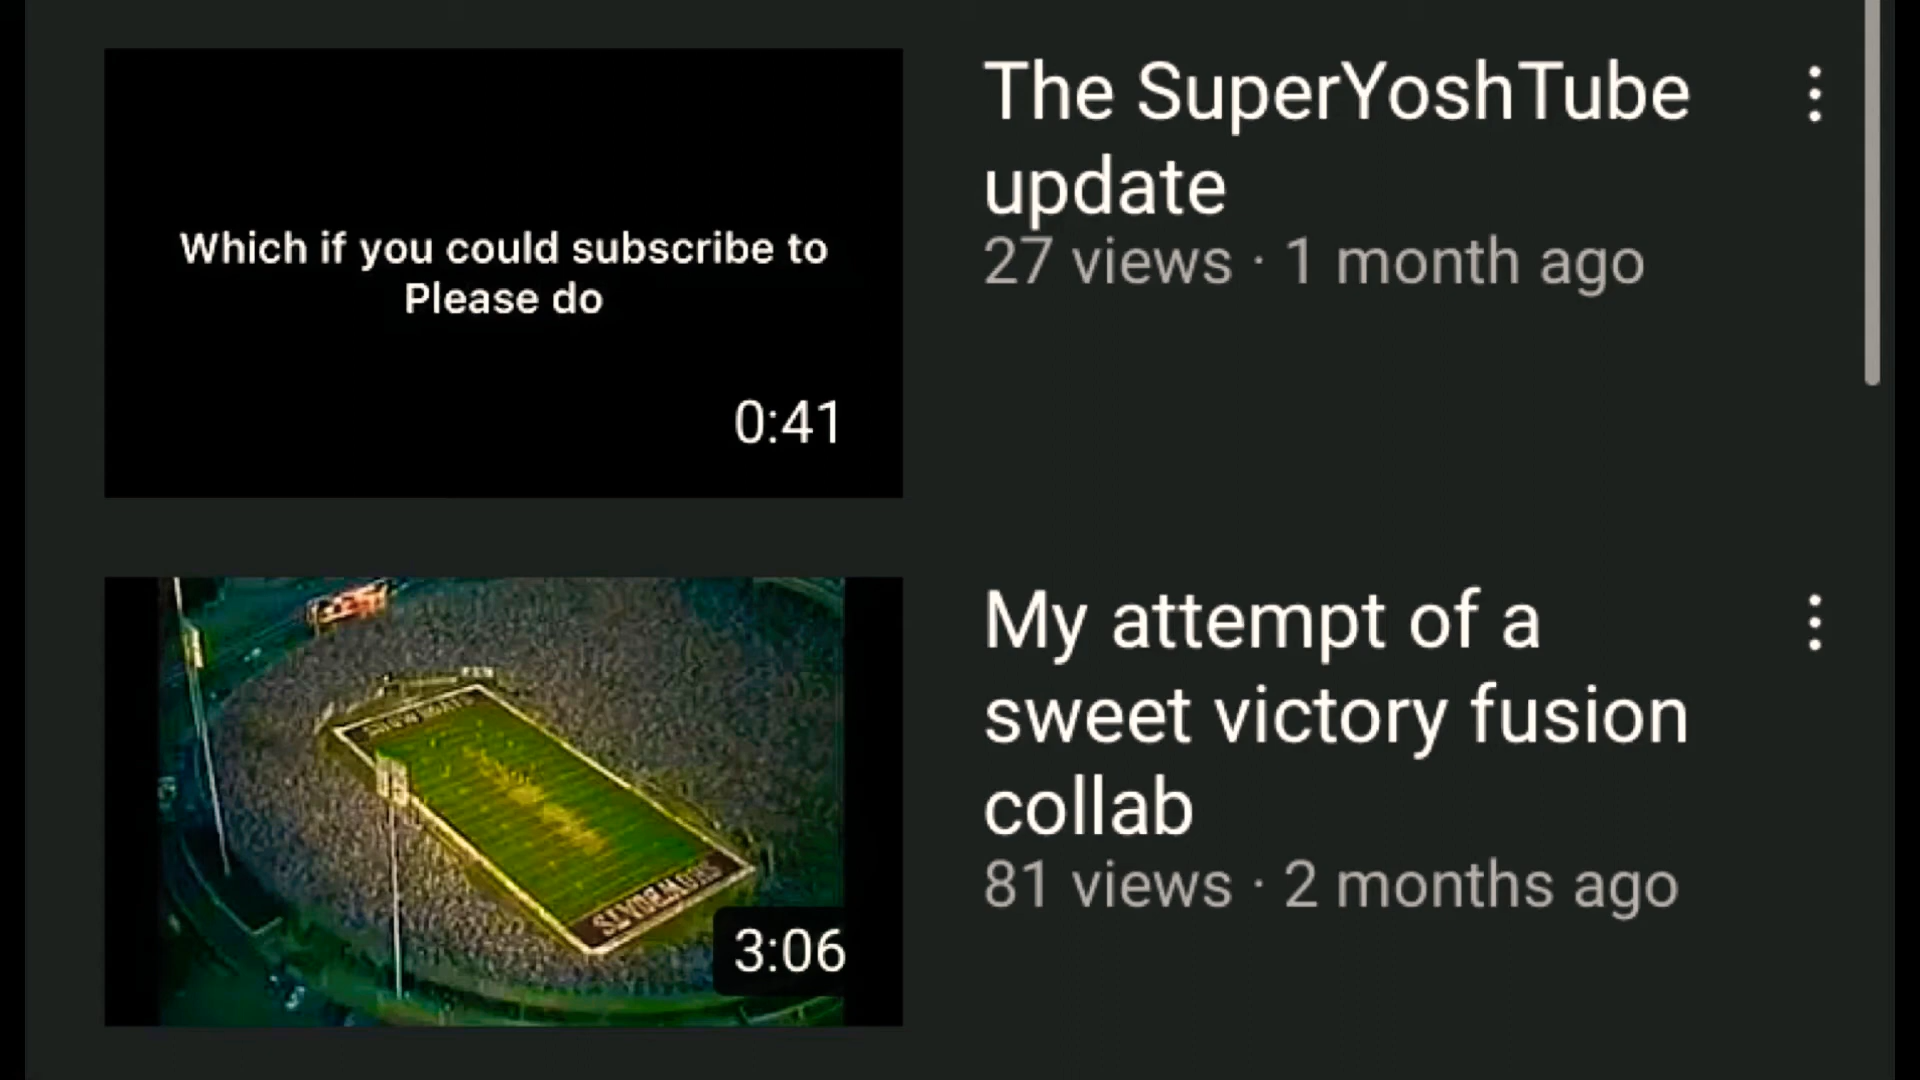 Which if you could subscribe to
Please do
0:41
The SuperYoshTube
update
27 views · 1 month ago
3:06
My attempt of a
sweet victory fusion
collab
81 views · 2 months ago